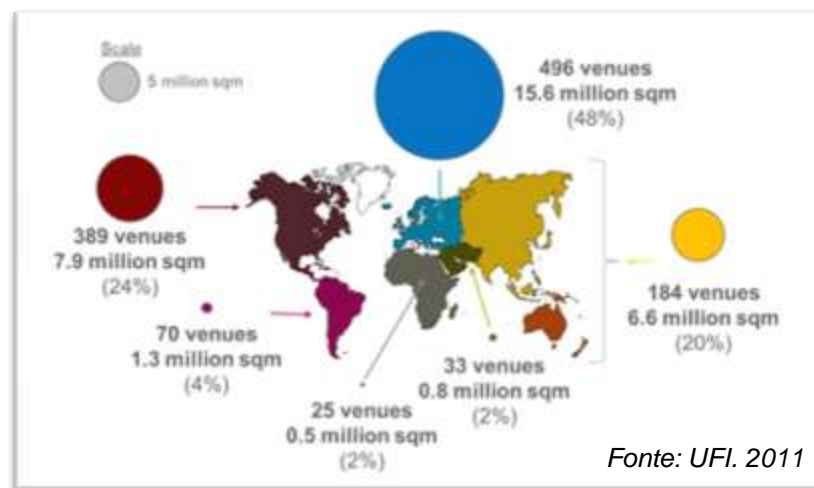 Scale
5 million sqm
496 venues
15.6 million sqm
(48%)
389 venues
7.9 million sqm
(24%)
184 venues
6.6 million sqm
(20%)
70 venues
1.3 million sqm
(4%)
33 venues
0.8 million sqm
(2%)
25 venues
0.5 million sqm
(2%)
Fonte: UFI. 2011